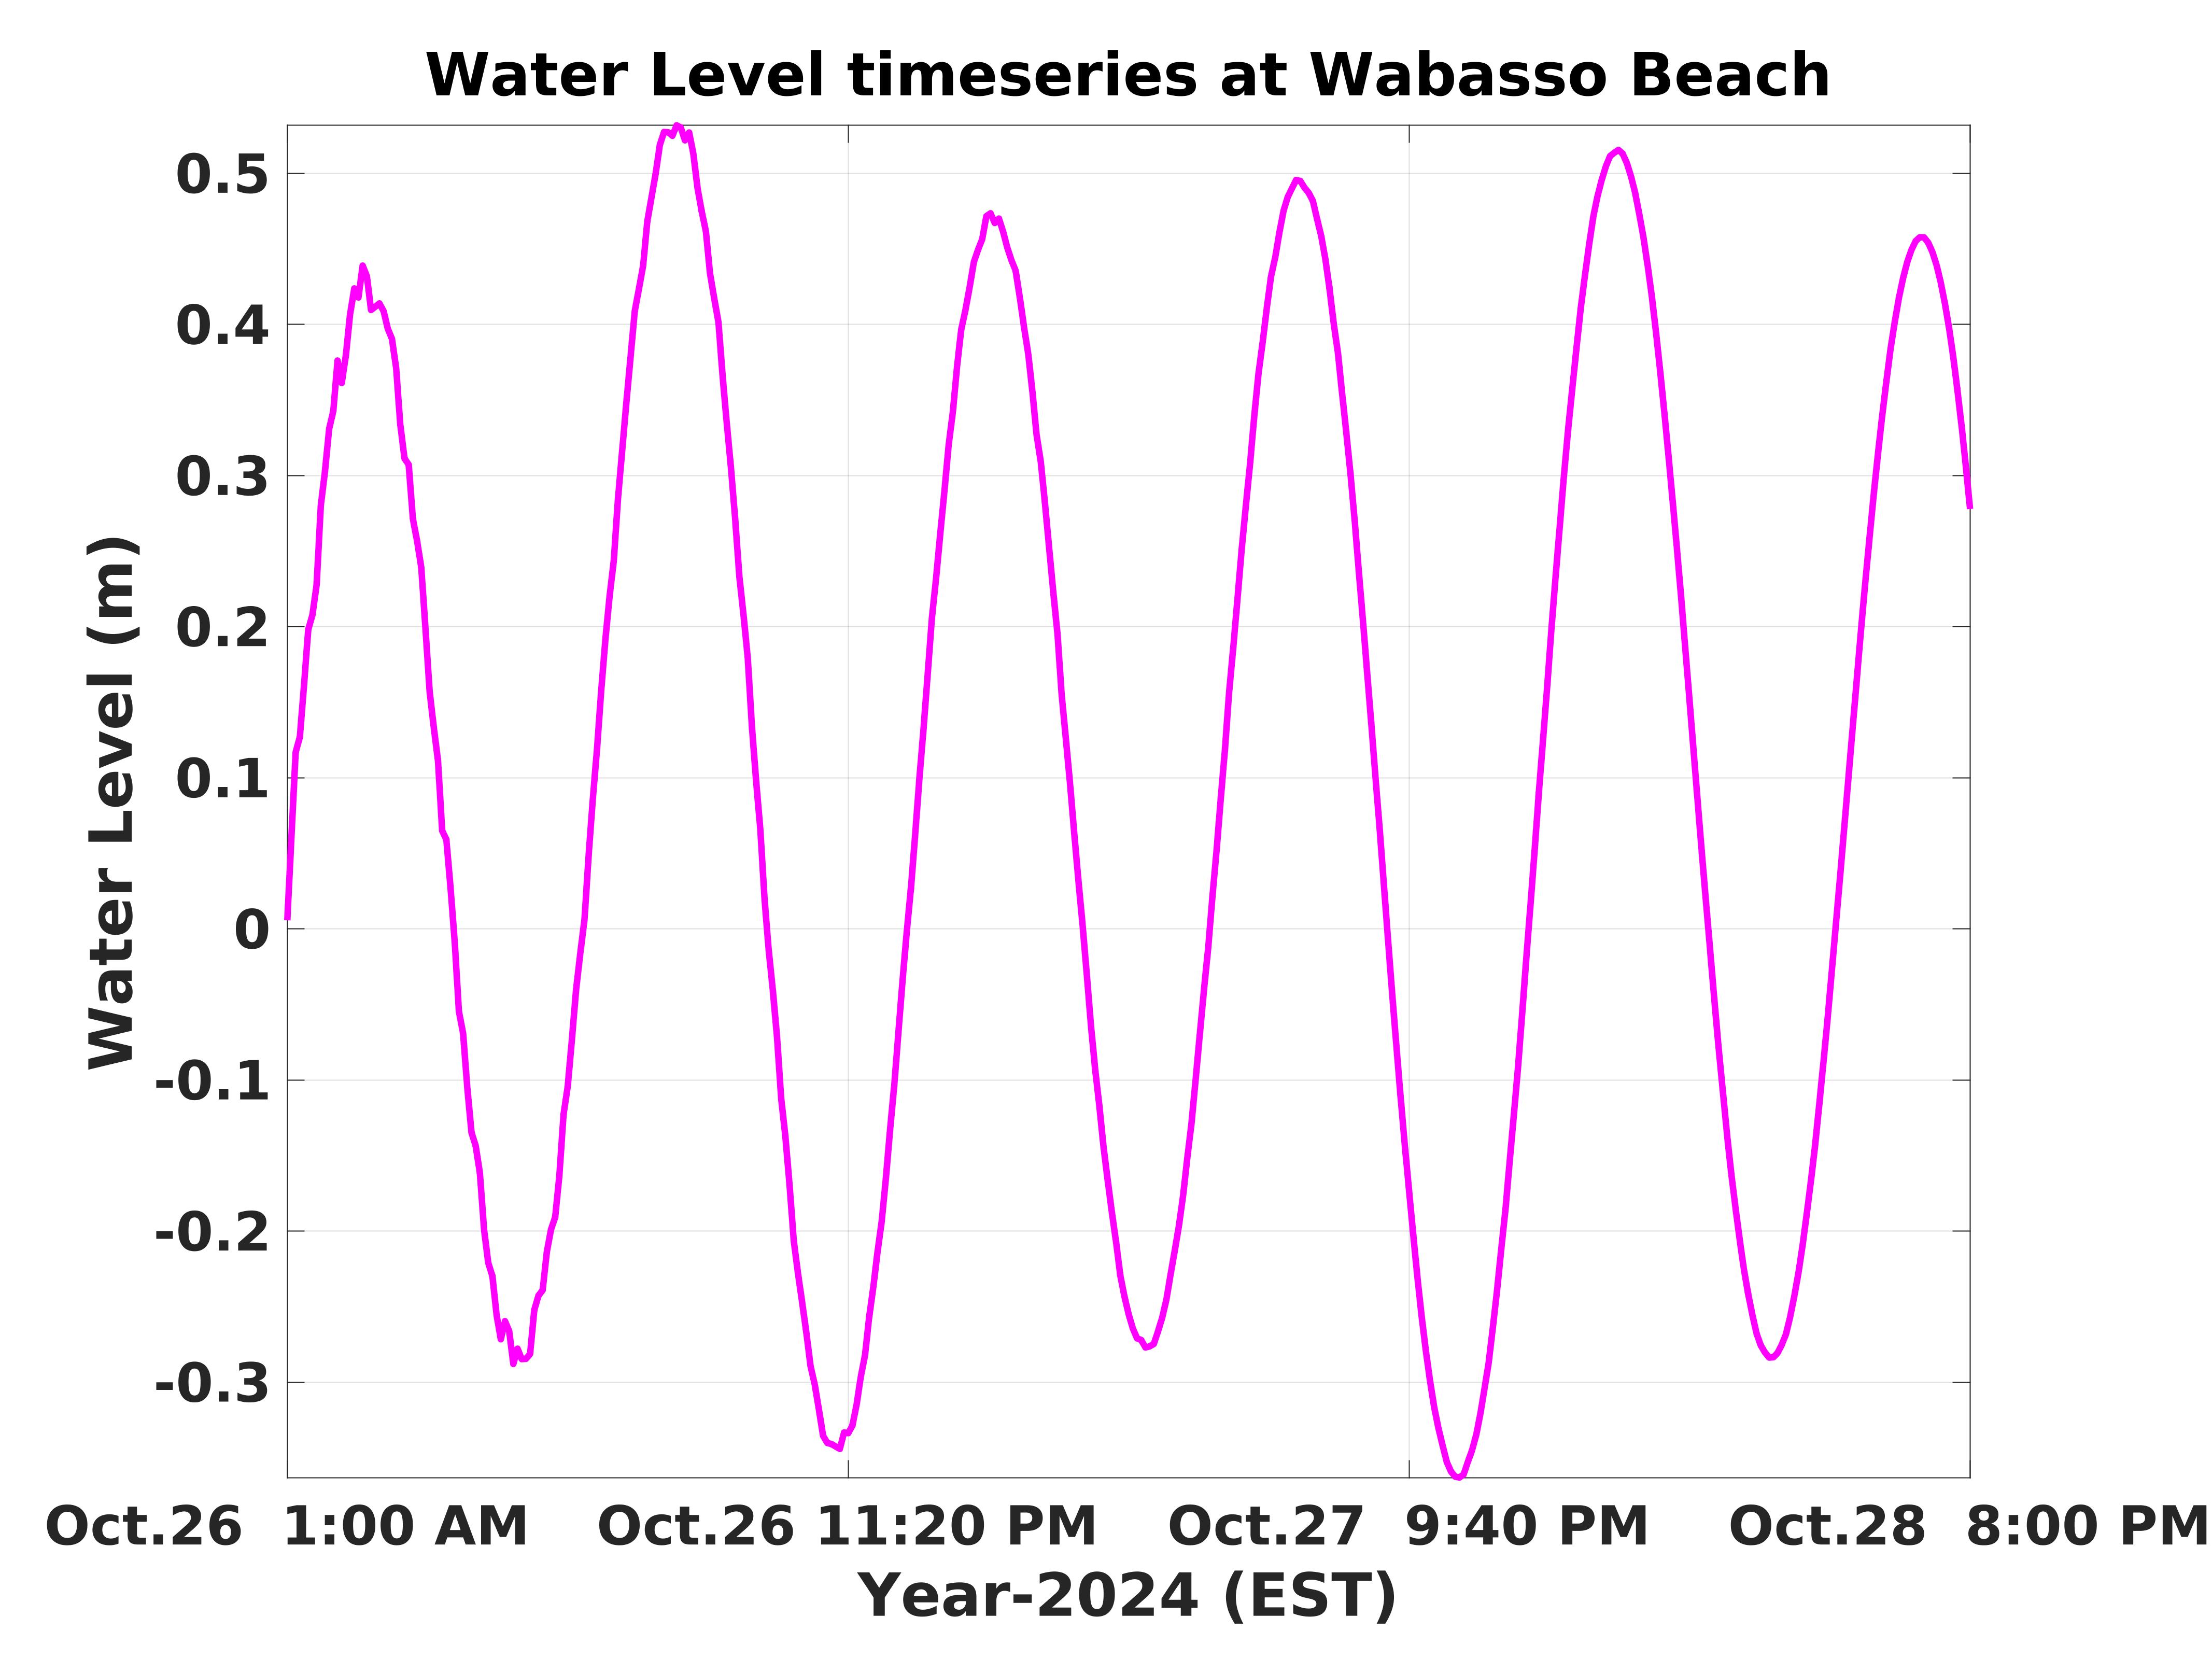 Water Level timeseries at Wabasso Beach
0.5
0.4
0.3
0.2
0.1
0
-0.1
-0.2
-0.3
Water Level (m)
Oct.26 1:00 AM Oct.26 11:20 PM Oct.27 9:40 PM Oct.28 8:00 PM
Year-2024 (EST)